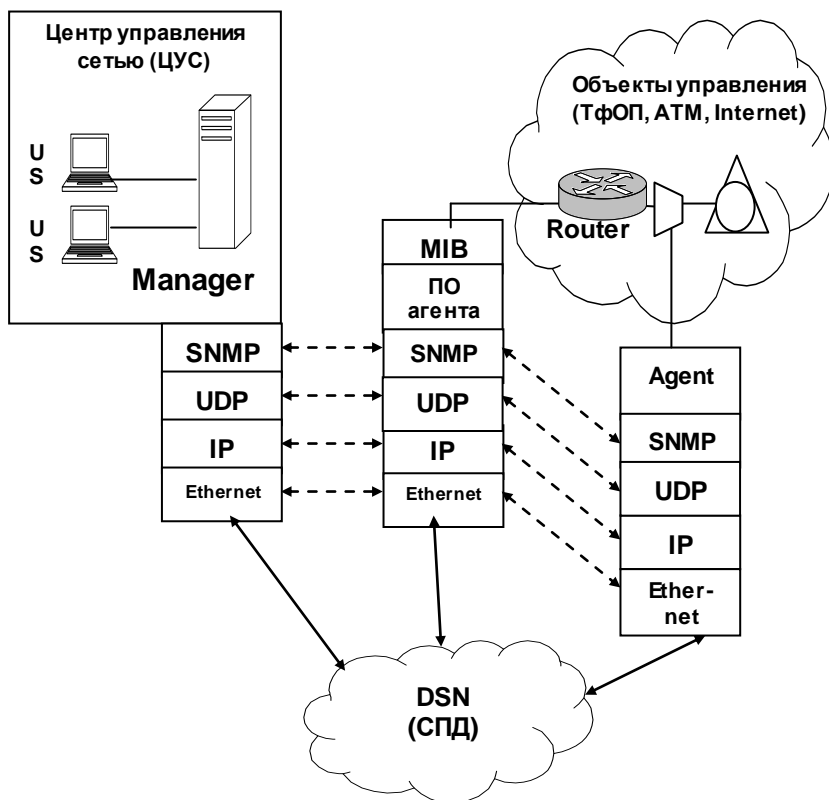 Центр управления
сетью (ЦУС)
U
S
U
S
Manager
Объекты управления
(ТфОП, АТМ, Internet)
Router
MIB
ПО
агента
SNMP
UDP
IP
Ethernet
SNMP
UDP
IP
Ethernet
Agent
SNMP
UDP
IP
Ether-
net
DSN
(СПД)